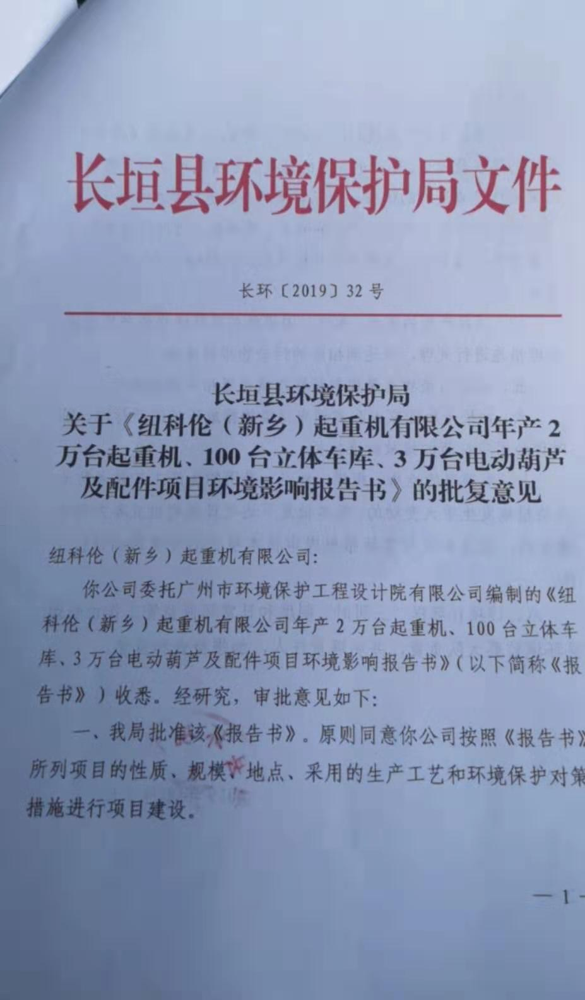 长垣县环境保护局文件
长环〔2019〕32 号
长垣县环境保护局
关于《纽科伦（新乡）起重机有限公司年产 2
万台起重机、100 台立体车库、3 万台电动葫芦
及配件项目环境影响报告书》的批复意见
纽科伦（新乡）起重机有限公司：
你公司委托广州市环境保护工程设计院有限公司编制的《纽
科伦（新乡）起重机有限公司年产 2 万台起重机、100 台立体车
库、3 万台电动葫芦及配件项目环境影响报告书》（以下简称《报
告书》）收悉。经研究，审批意见如下：
一、我局批准该《报告书》。原则同意你公司按照《报告书》
所列项目的性质、规模、地点、采用的生产工艺和环境保护对策
措施进行项目建设。
— 1 -